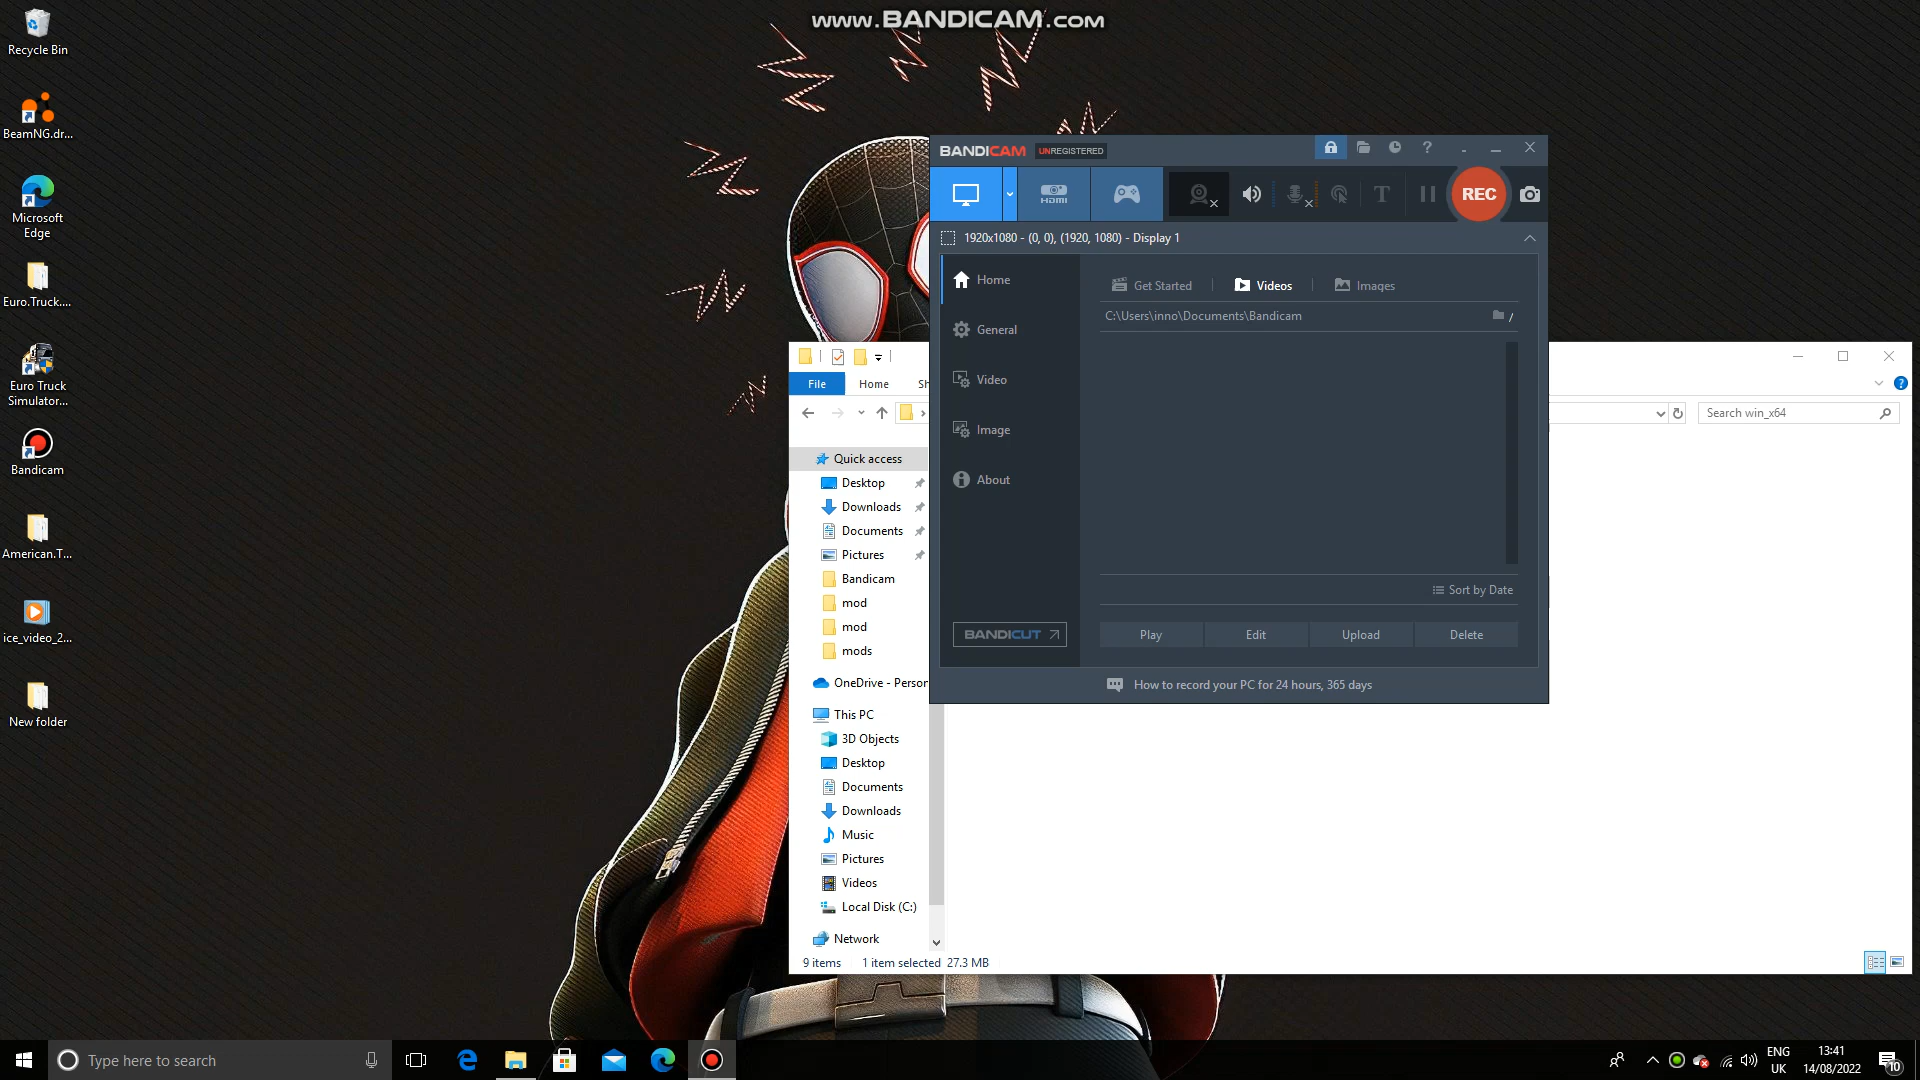 www.BANDICAM.com
Recycle Bin
BeamNG.dr...
Microsoft
Edge
Euro.Truck....
Euro Truck
Simulator...
Bandicam
American.T...
ice_video_2...
New folder
BANDICAM UNREGISTERED
HDMI
T
REC
1920x1080 - (0, 0), (1920, 1080) - Display 1
Home
General
Video
Image
About
BANDICUT
Get Started
Videos
Images
C:\Users\inno\Documents\Bandicam
/
Sort by Date
Play
Edit
Upload
Delete
How to record your PC for 24 hours, 365 days
File
Home
Sh
Search win_x64
Quick access
Desktop
Downloads
Documents
Pictures
Bandicam
mod
mod
mods
OneDrive - Person
This PC
3D Objects
Desktop
Documents
Downloads
Music
Pictures
Videos
Local Disk (C:)
Network
9 items 1 item selected 27.3 MB
Type here to search
ENG
UK
13:41
14/08/2022
10